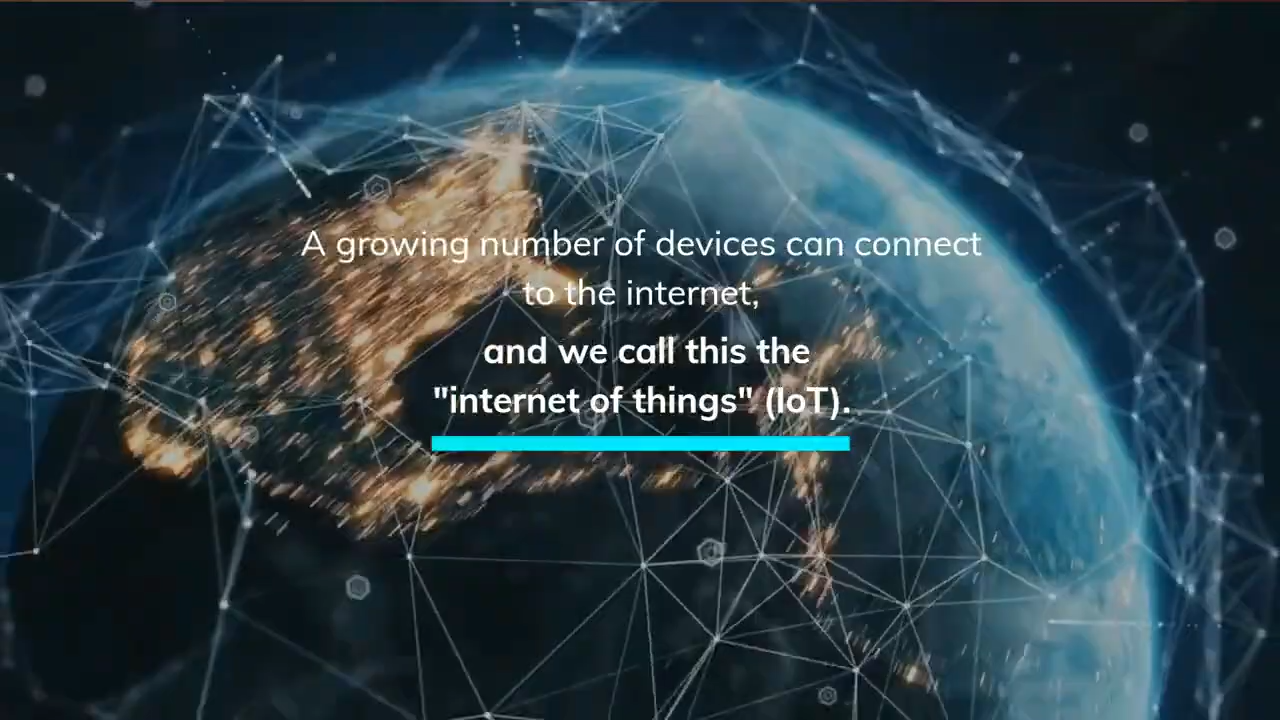 A growing number of devices can connect
to the internet,
and we call this the
"internet of things" (IoT).